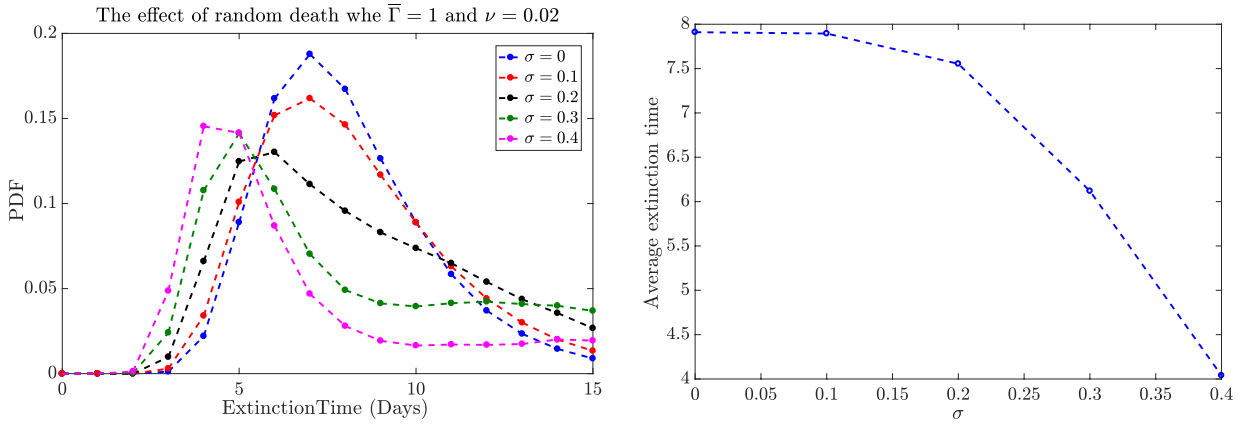 The effect of random death whe Γ̅ = 1 and ν = 0.02
0.2
0.15
0.1
0.05
0
PDF
σ = 0
σ = 0.1
σ = 0.2
σ = 0.3
σ = 0.4
0 5 10 15
ExtinctionTime (Days)
8
7.5
7
6.5
6
5.5
5
4.5
4
Average extinction time
0 0.05 0.1 0.15 0.2 0.25 0.3 0.35 0.4
σ